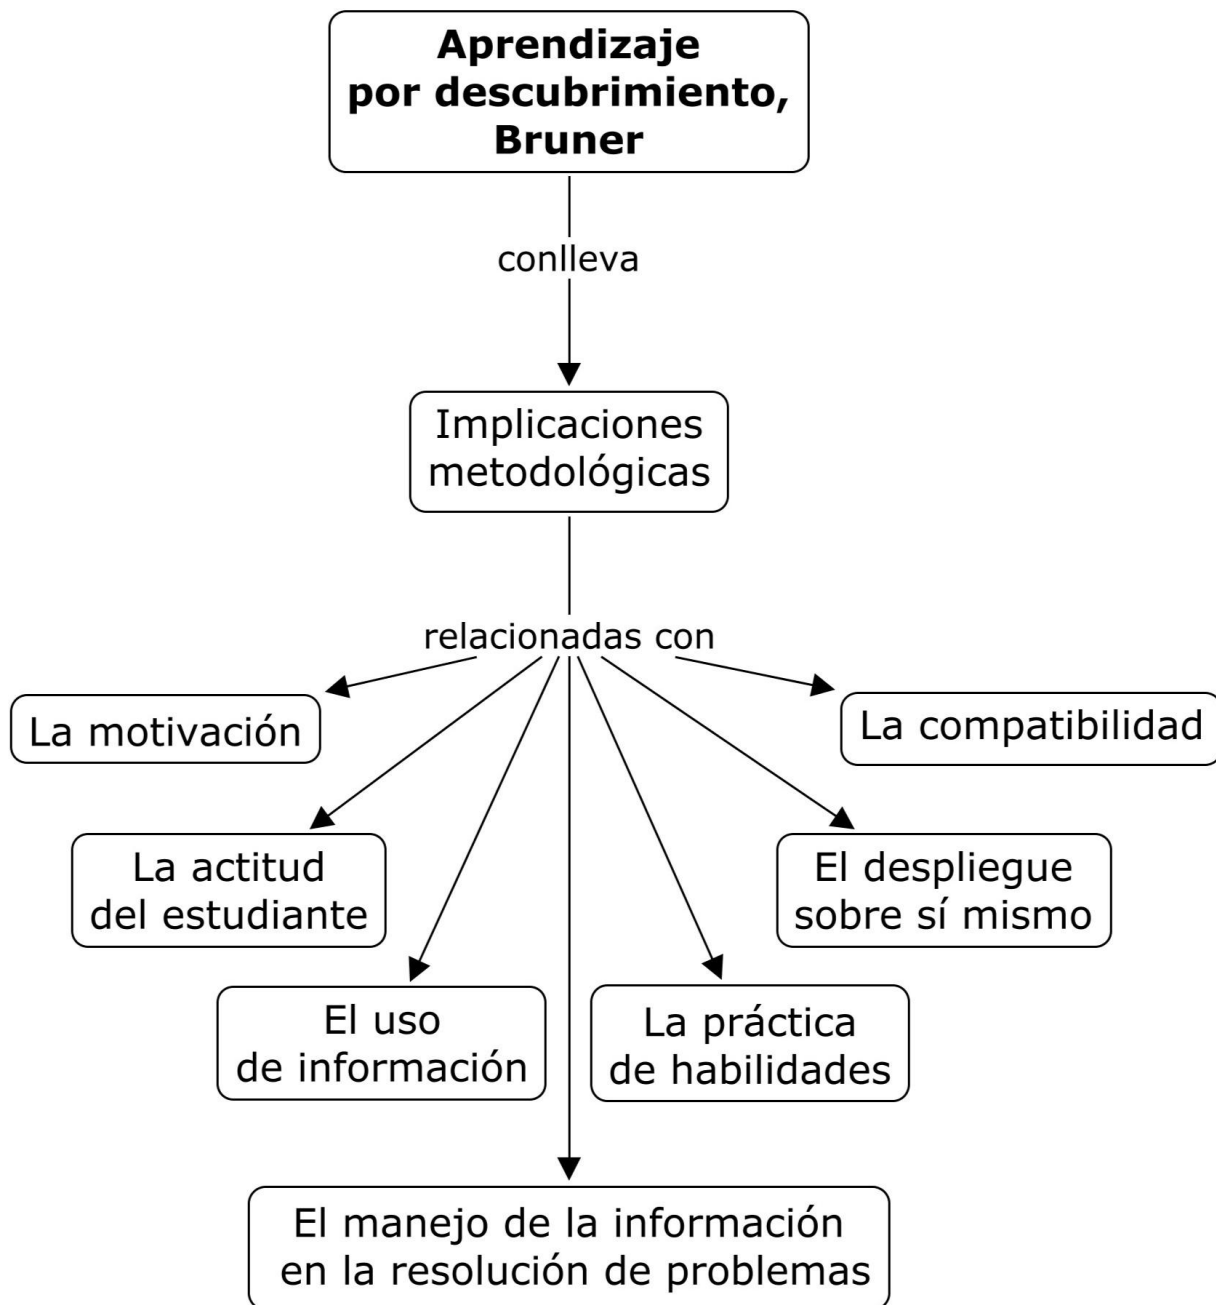 Aprendizaje
por descubrimiento,
Bruner
conlleva
Implicaciones
metodológicas
relacionadas con
La motivación
La compatibilidad
La actitud
del estudiante
El despliegue
sobre sí mismo
El uso
de información
La práctica
de habilidades
El manejo de la información
en la resolución de problemas